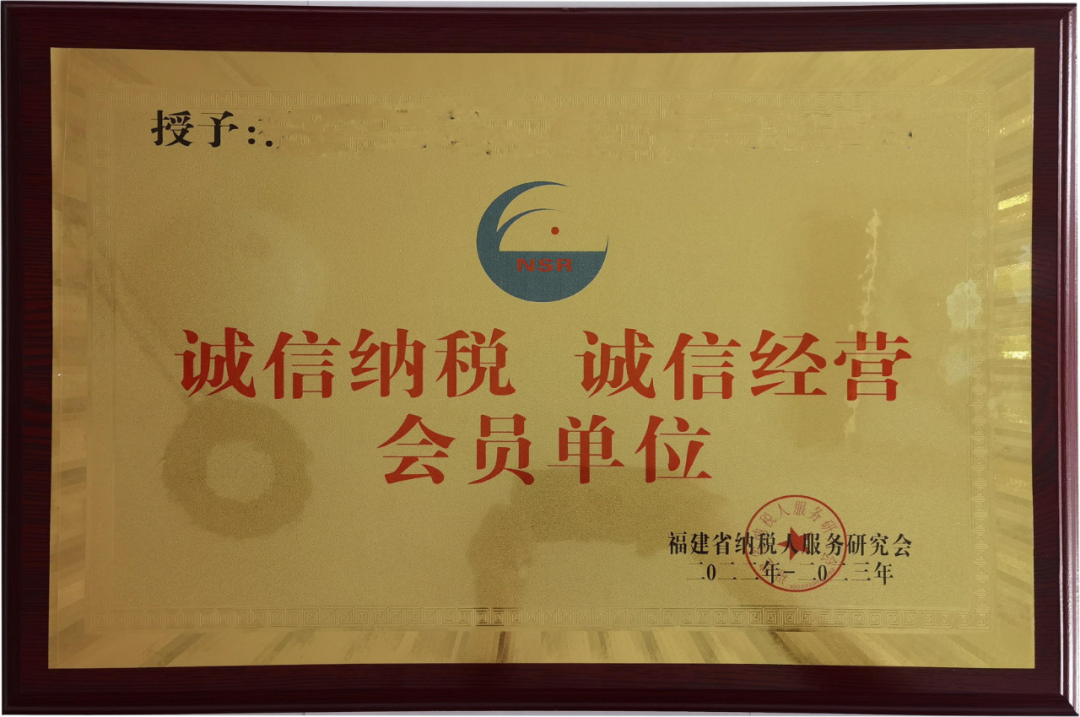 授予：
NSR
诚信纳税 诚信经营
会员单位
福建省纳税人服务研究会
二〇二二年-二〇二三年